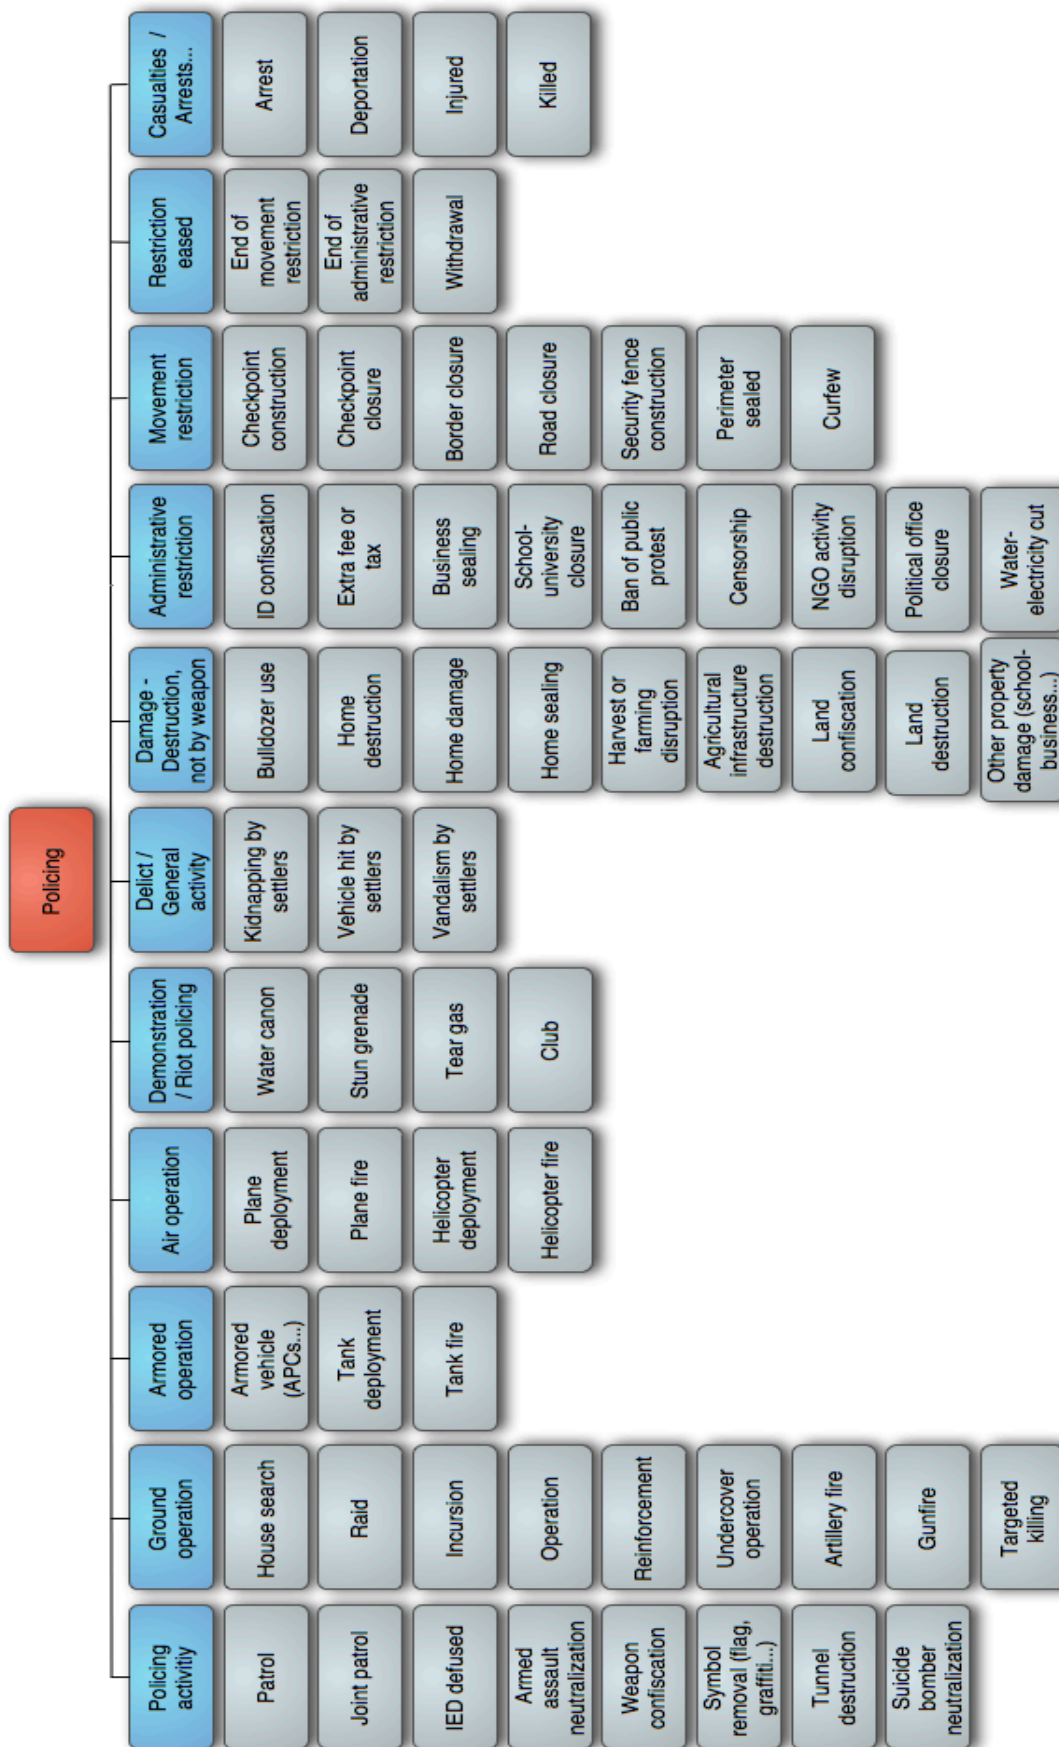 Policing
Policing
activitiy
Patrol
Joint patrol
IED defused
Armed
assault
neutralization
Weapon
confiscation
Symbol
removal (flag,
graffiti...)
Tunnel
destruction
Suicide
bomber
neutralization
Ground
operation
House search
Raid
Incursion
Operation
Reinforcement
Undercover
operation
Artillery fire
Gunfire
Targeted
killing
Armored
operation
Armored
vehicle
(APCs...)
Tank
deployment
Tank fire
Air operation
Plane
deployment
Plane fire
Helicopter
deployment
Helicopter fire
Demonstration
/ Riot policing
Water canon
Stun grenade
Tear gas
Club
Delict /
General
activity
Kidnapping by
settlers
Vehicle hit by
settlers
Vandalism by
settlers
Damage -
Destruction,
not by weapon
Bulldozer use
Home
destruction
Home damage
Home sealing
Harvest or
farming
disruption
Agricultural
infrastructure
destruction
Land
confiscation
Land
destruction
Other property
damage (school-
business...)
Administrative
restriction
ID confiscation
Extra fee or
tax
Business
sealing
School-
university
closure
Ban of public
protest
Censorship
NGO activity
disruption
Political office
closure
Water-
electricity cut
Movement
restriction
Checkpoint
construction
Checkpoint
closure
Border closure
Road closure
Security fence
construction
Perimeter
sealed
Curfew
Restriction
eased
End of
movement
restriction
End of
administrative
restriction
Withdrawal
Casualties /
Arrests...
Arrest
Deportation
Injured
Killed